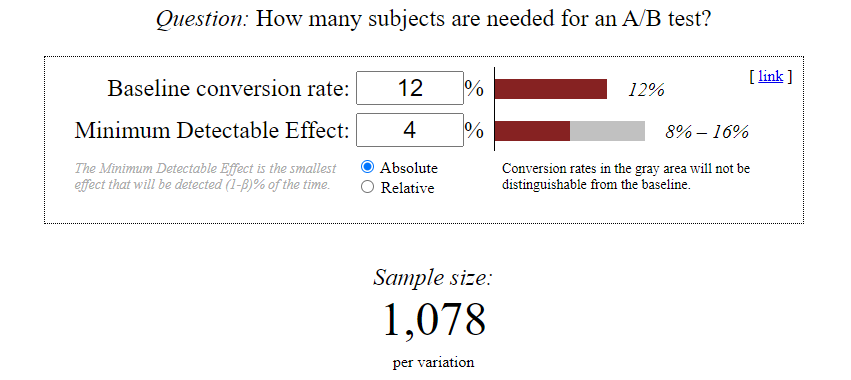 Question: How many subjects are needed for an A/B test?
[ link ]
Baseline conversion rate: 12 % 12%
Minimum Detectable Effect: 4 % 8% – 16%
The Minimum Detectable Effect is the smallest
effect that will be detected (1-β)% of the time.
Absolute
Relative
Conversion rates in the gray area will not be
distinguishable from the baseline.
Sample size:
1,078
per variation